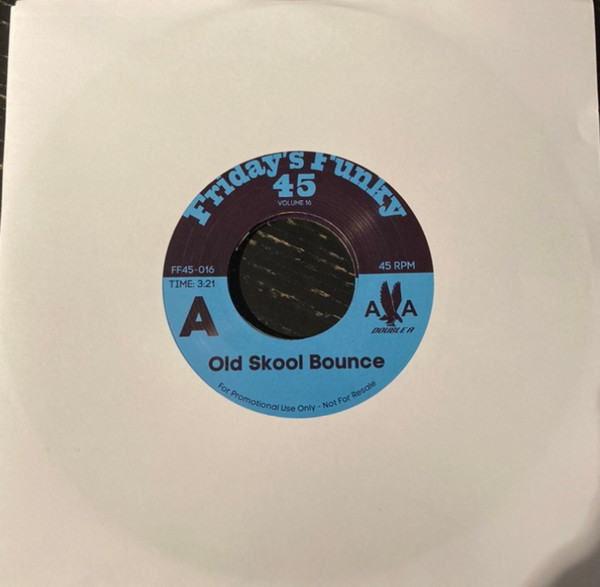 Friday's Funky
45
VOLUME 16
FF45-016
45 RPM
TIME: 3:21
A
A A
DOUBLE A
Old Skool Bounce
For Promotional Use Only - Not For Resale